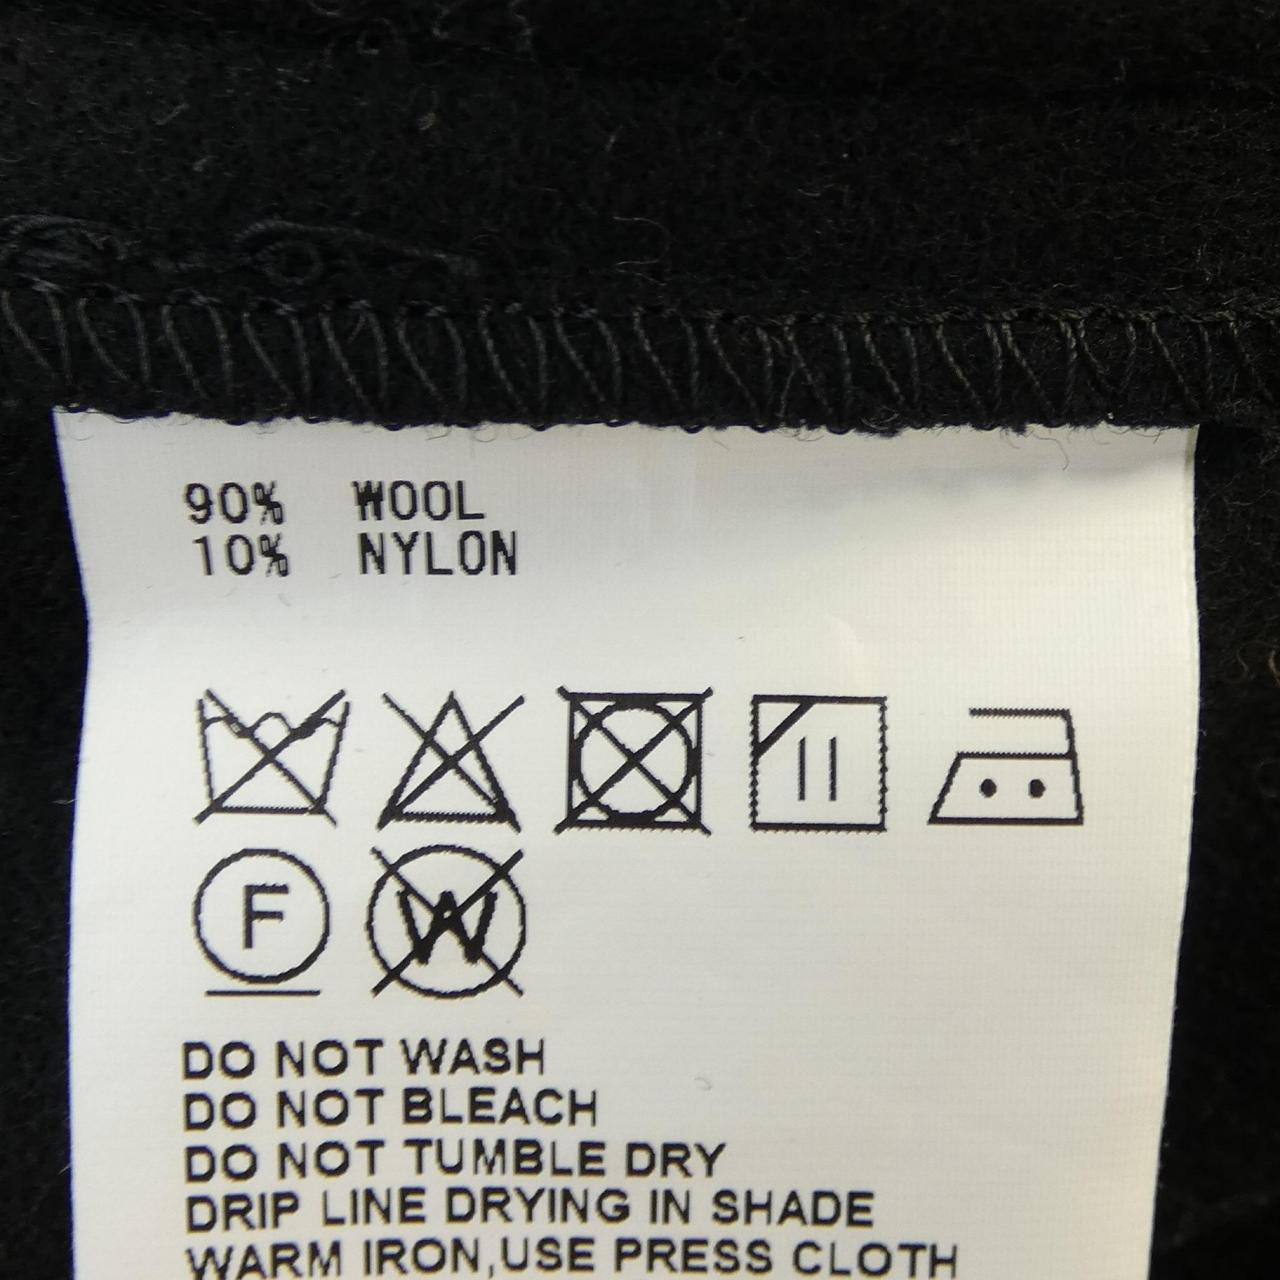 90% WOOL
10% NYLON
F W
DO NOT WASH
DO NOT BLEACH
DO NOT TUMBLE DRY
DRIP LINE DRYING IN SHADE
WARM IRON,USE PRESS CLOTH